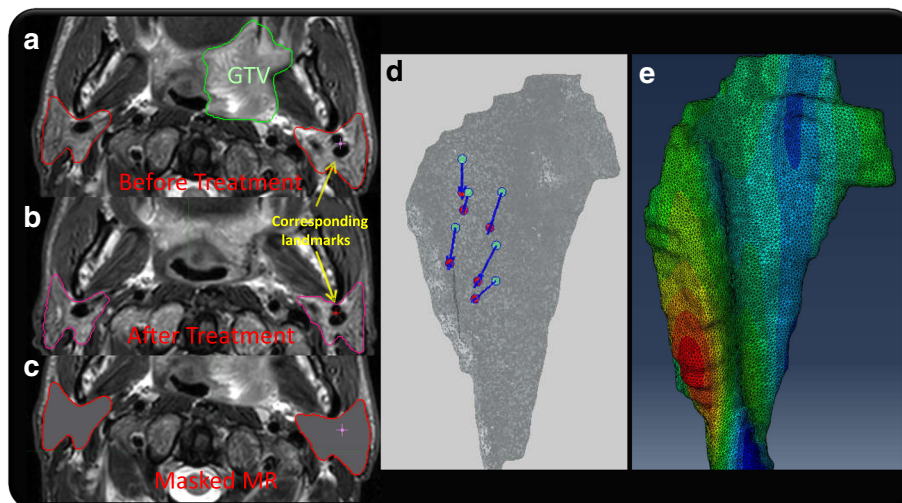 a
GTV
Before Treatment
b
Corresponding
landmarks
After Treatment
c
Masked MR
d
e